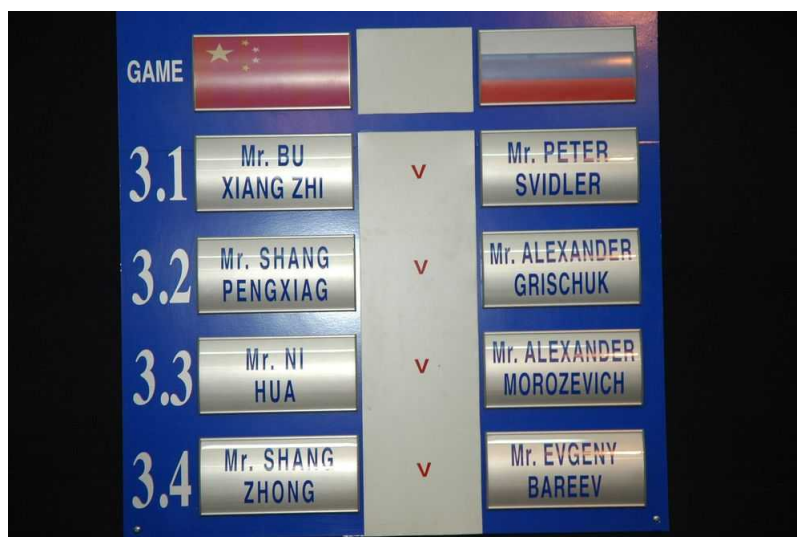 GAME
3.1 Mr. BU XIANG ZHI v Mr. PETER SVIDLER
3.2 Mr. SHANG PENGXIAG v Mr. ALEXANDER GRISCHUK
3.3 Mr. NI HUA v Mr. ALEXANDER MOROZEVICH
3.4 Mr. SHANG ZHONG v Mr. EVGENY BAREEV